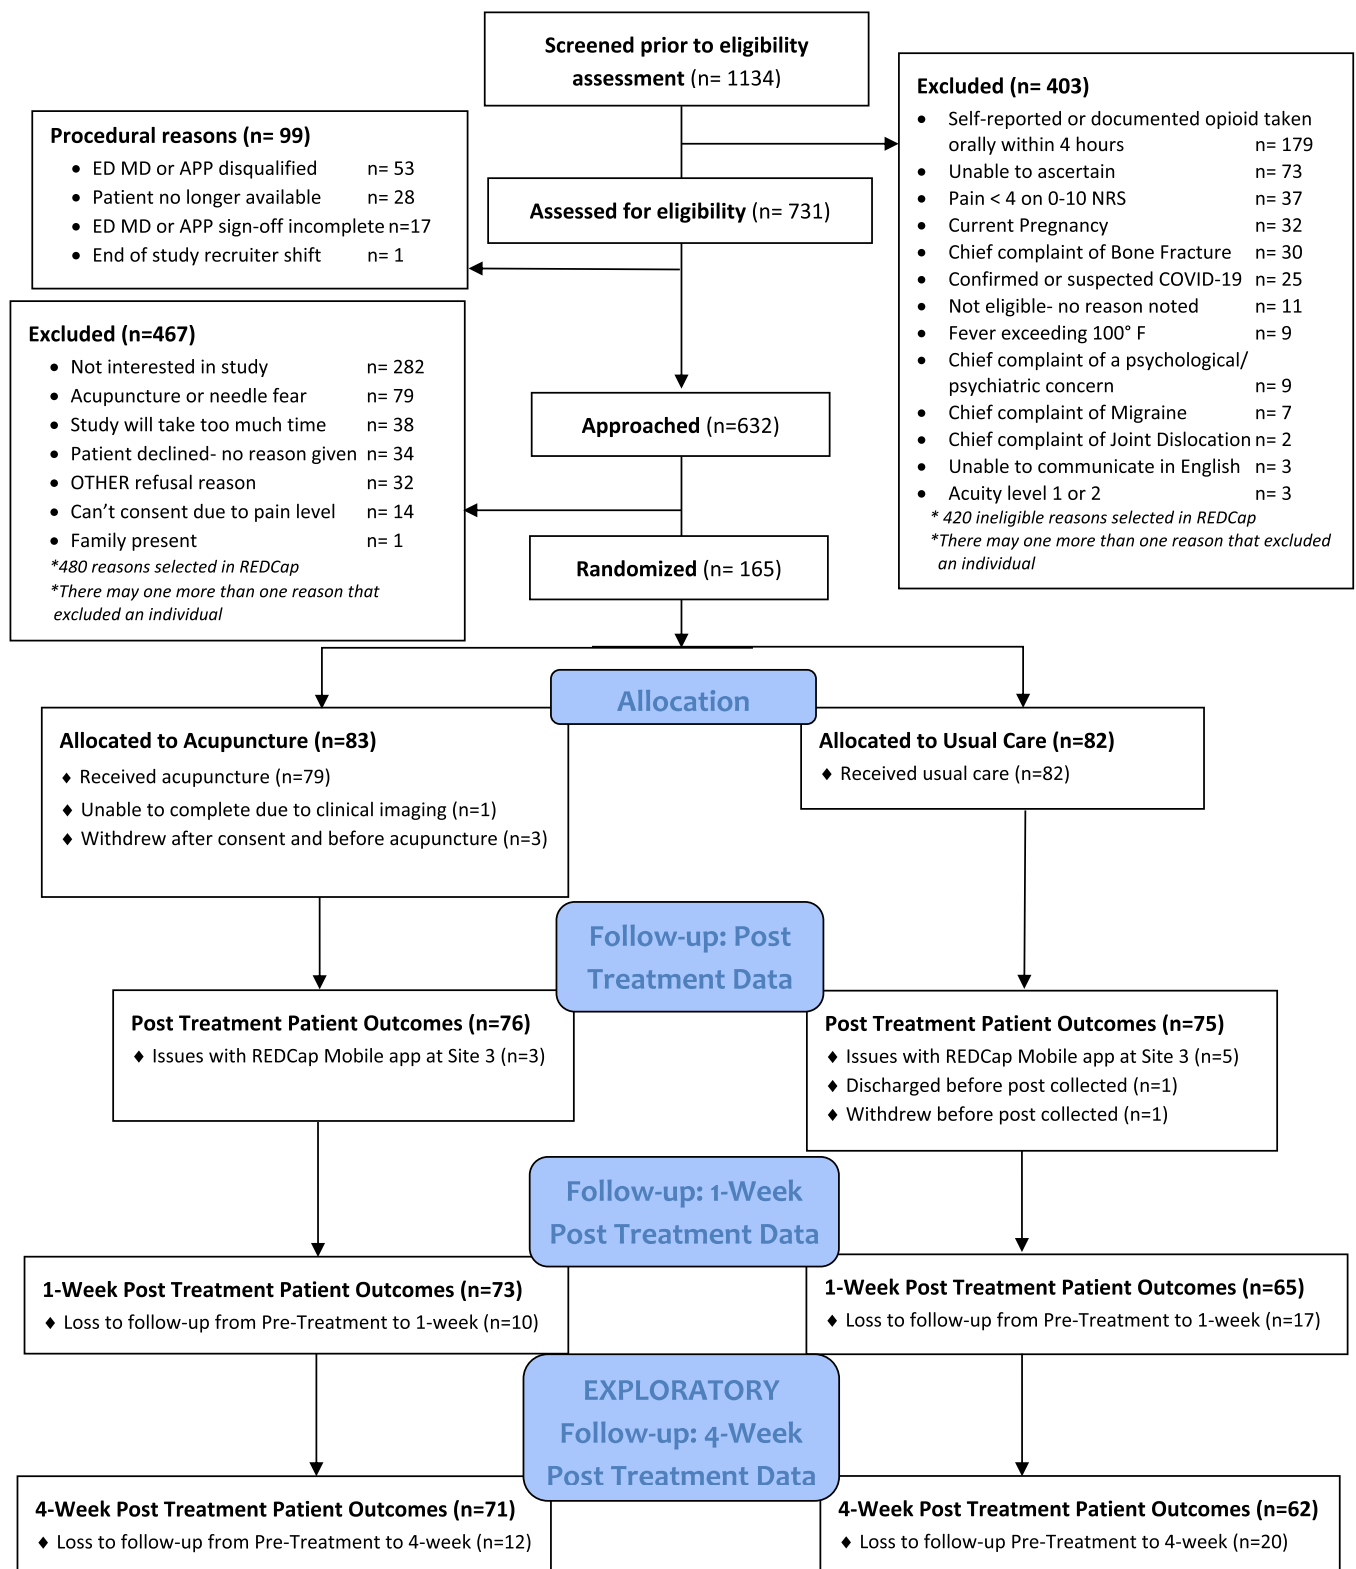 Screened prior to eligibility
assessment (n= 1134)
Excluded (n= 403)
• Self-reported or documented opioid taken
orally within 4 hours n= 179
• Unable to ascertain n= 73
• Pain < 4 on 0-10 NRS n= 37
• Current Pregnancy n= 32
• Chief complaint of Bone Fracture n= 30
• Confirmed or suspected COVID-19 n= 25
• Not eligible- no reason noted n= 11
• Fever exceeding 100° F n= 9
• Chief complaint of a psychological/
psychiatric concern n= 9
• Chief complaint of Migraine n= 7
• Chief complaint of Joint Dislocation n= 2
• Unable to communicate in English n= 3
• Acuity level 1 or 2 n= 3
* 420 ineligible reasons selected in REDCap
*There may one more than one reason that excluded
an individual
Procedural reasons (n= 99)
• ED MD or APP disqualified n= 53
• Patient no longer available n= 28
• ED MD or APP sign-off incomplete n=17
• End of study recruiter shift n= 1
Assessed for eligibility (n= 731)
Excluded (n=467)
• Not interested in study n= 282
• Acupuncture or needle fear n= 79
• Study will take too much time n= 38
• Patient declined- no reason given n= 34
• OTHER refusal reason n= 32
• Can't consent due to pain level n= 14
• Family present n= 1
*480 reasons selected in REDCap
*There may one more than one reason that
excluded an individual
Approached (n=632)
Randomized (n= 165)
Allocation
Allocated to Acupuncture (n=83)
♦ Received acupuncture (n=79)
♦ Unable to complete due to clinical imaging (n=1)
♦ Withdrew after consent and before acupuncture (n=3)
Allocated to Usual Care (n=82)
♦ Received usual care (n=82)
Follow-up: Post
Treatment Data
Post Treatment Patient Outcomes (n=76)
♦ Issues with REDCap Mobile app at Site 3 (n=3)
Post Treatment Patient Outcomes (n=75)
♦ Issues with REDCap Mobile app at Site 3 (n=5)
♦ Discharged before post collected (n=1)
♦ Withdrew before post collected (n=1)
Follow-up: 1-Week
Post Treatment Data
1-Week Post Treatment Patient Outcomes (n=73)
♦ Loss to follow-up from Pre-Treatment to 1-week (n=10)
1-Week Post Treatment Patient Outcomes (n=65)
♦ Loss to follow-up from Pre-Treatment to 1-week (n=17)
EXPLORATORY
Follow-up: 4-Week
Post Treatment Data
4-Week Post Treatment Patient Outcomes (n=71)
♦ Loss to follow-up from Pre-Treatment to 4-week (n=12)
4-Week Post Treatment Patient Outcomes (n=62)
♦ Loss to follow-up Pre-Treatment to 4-week (n=20)